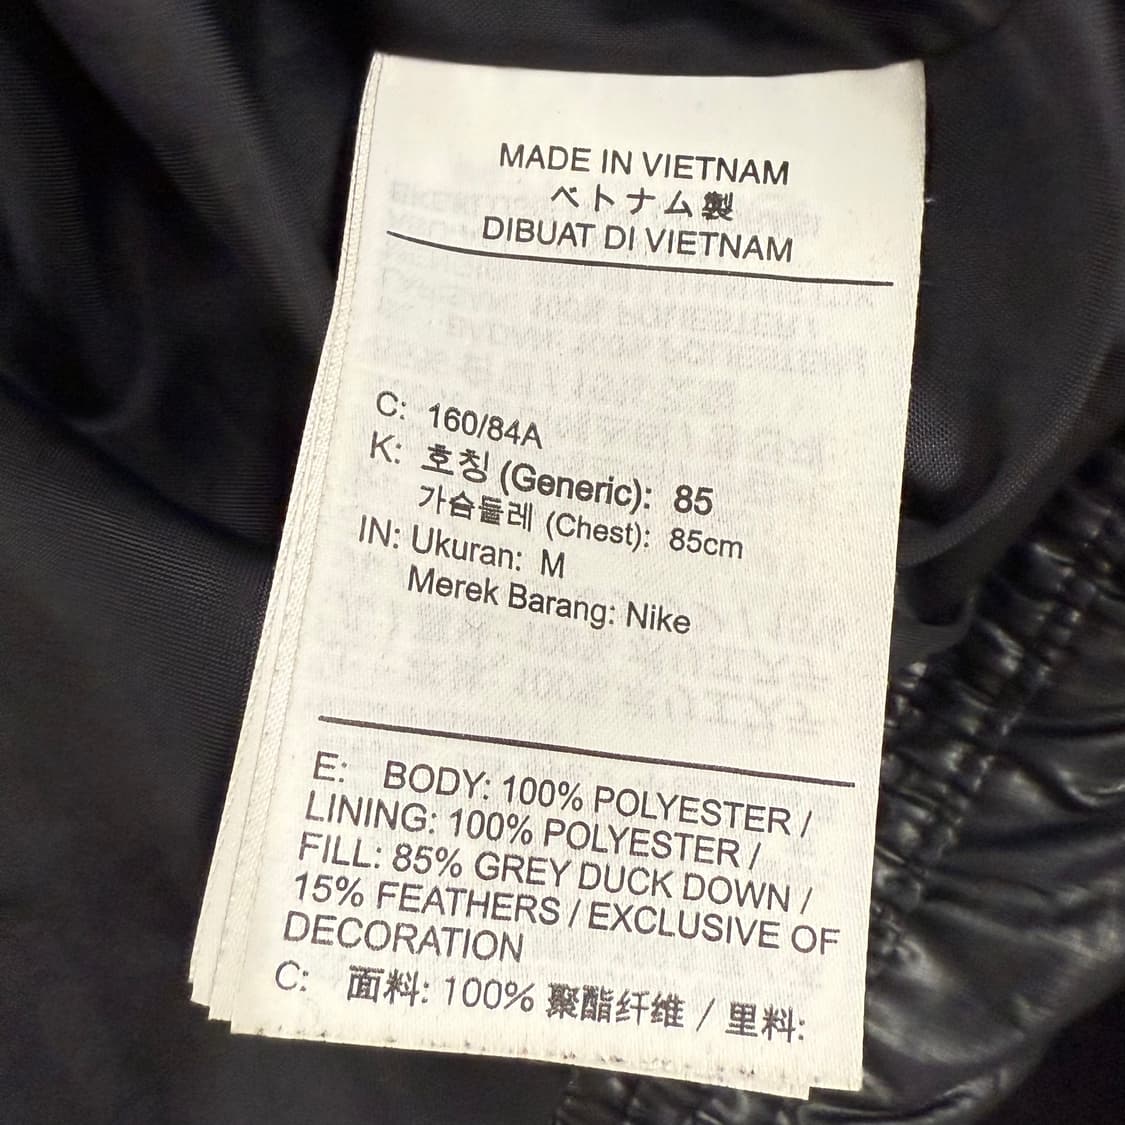 MADE IN VIETNAM
ベトナム製
DIBUAT DI VIETNAM
C: 160/84A
K: 호칭 (Generic): 85
가슴둘레 (Chest): 85cm
IN: Ukuran: M
Merek Barang: Nike
E: BODY: 100% POLYESTER /
LINING: 100% POLYESTER /
FILL: 85% GREY DUCK DOWN /
15% FEATHERS / EXCLUSIVE OF
DECORATION
C: 面料: 100% 聚酯纤维 / 里料: